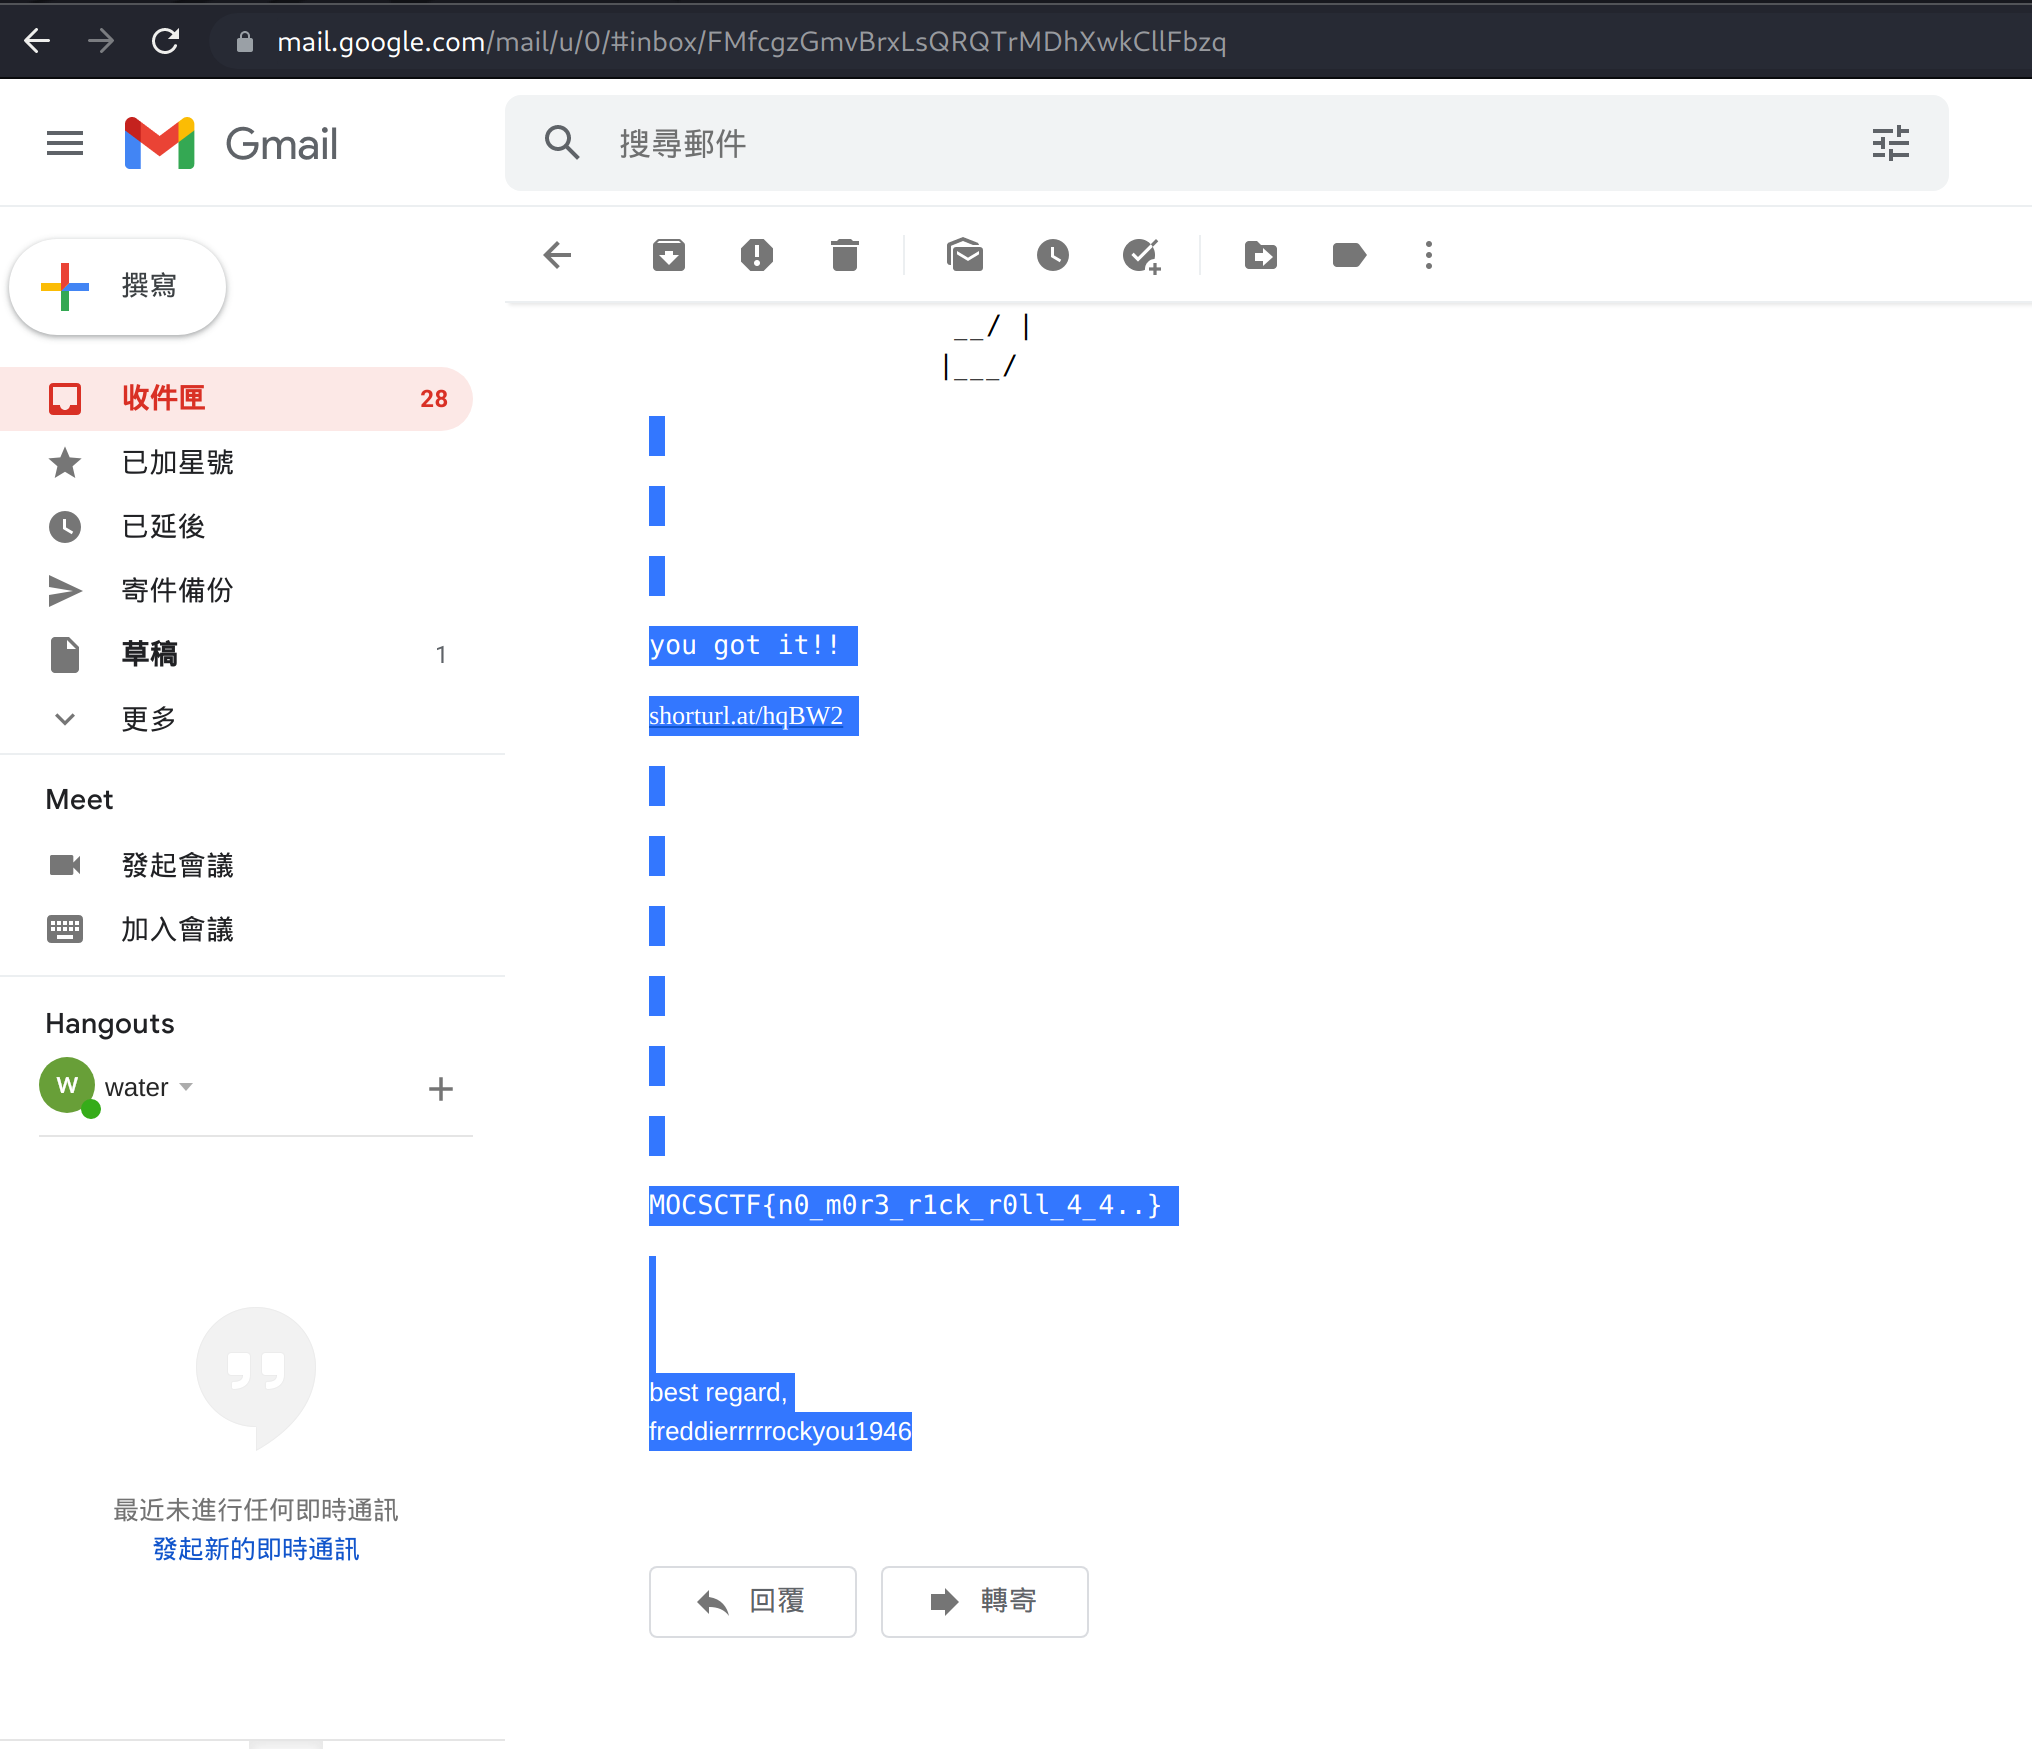 mail.google.com/mail/u/0/#inbox/FMfcgzGmvBrxLsQRQTrMDhXwkCllFbzq
Gmail
搜尋郵件
撰寫
收件匣 28
已加星號
已延後
寄件備份
草稿 1
更多
Meet
發起會議
加入會議
Hangouts
W water
最近未進行任何即時通訊
發起新的即時通訊
__/ |
|___/
you got it!!
shorturl.at/hqBW2
MOCSCTF{n0_m0r3_r1ck_r0ll_4_4..}
best regard,
freddierrrrrockyou1946
回覆
轉寄